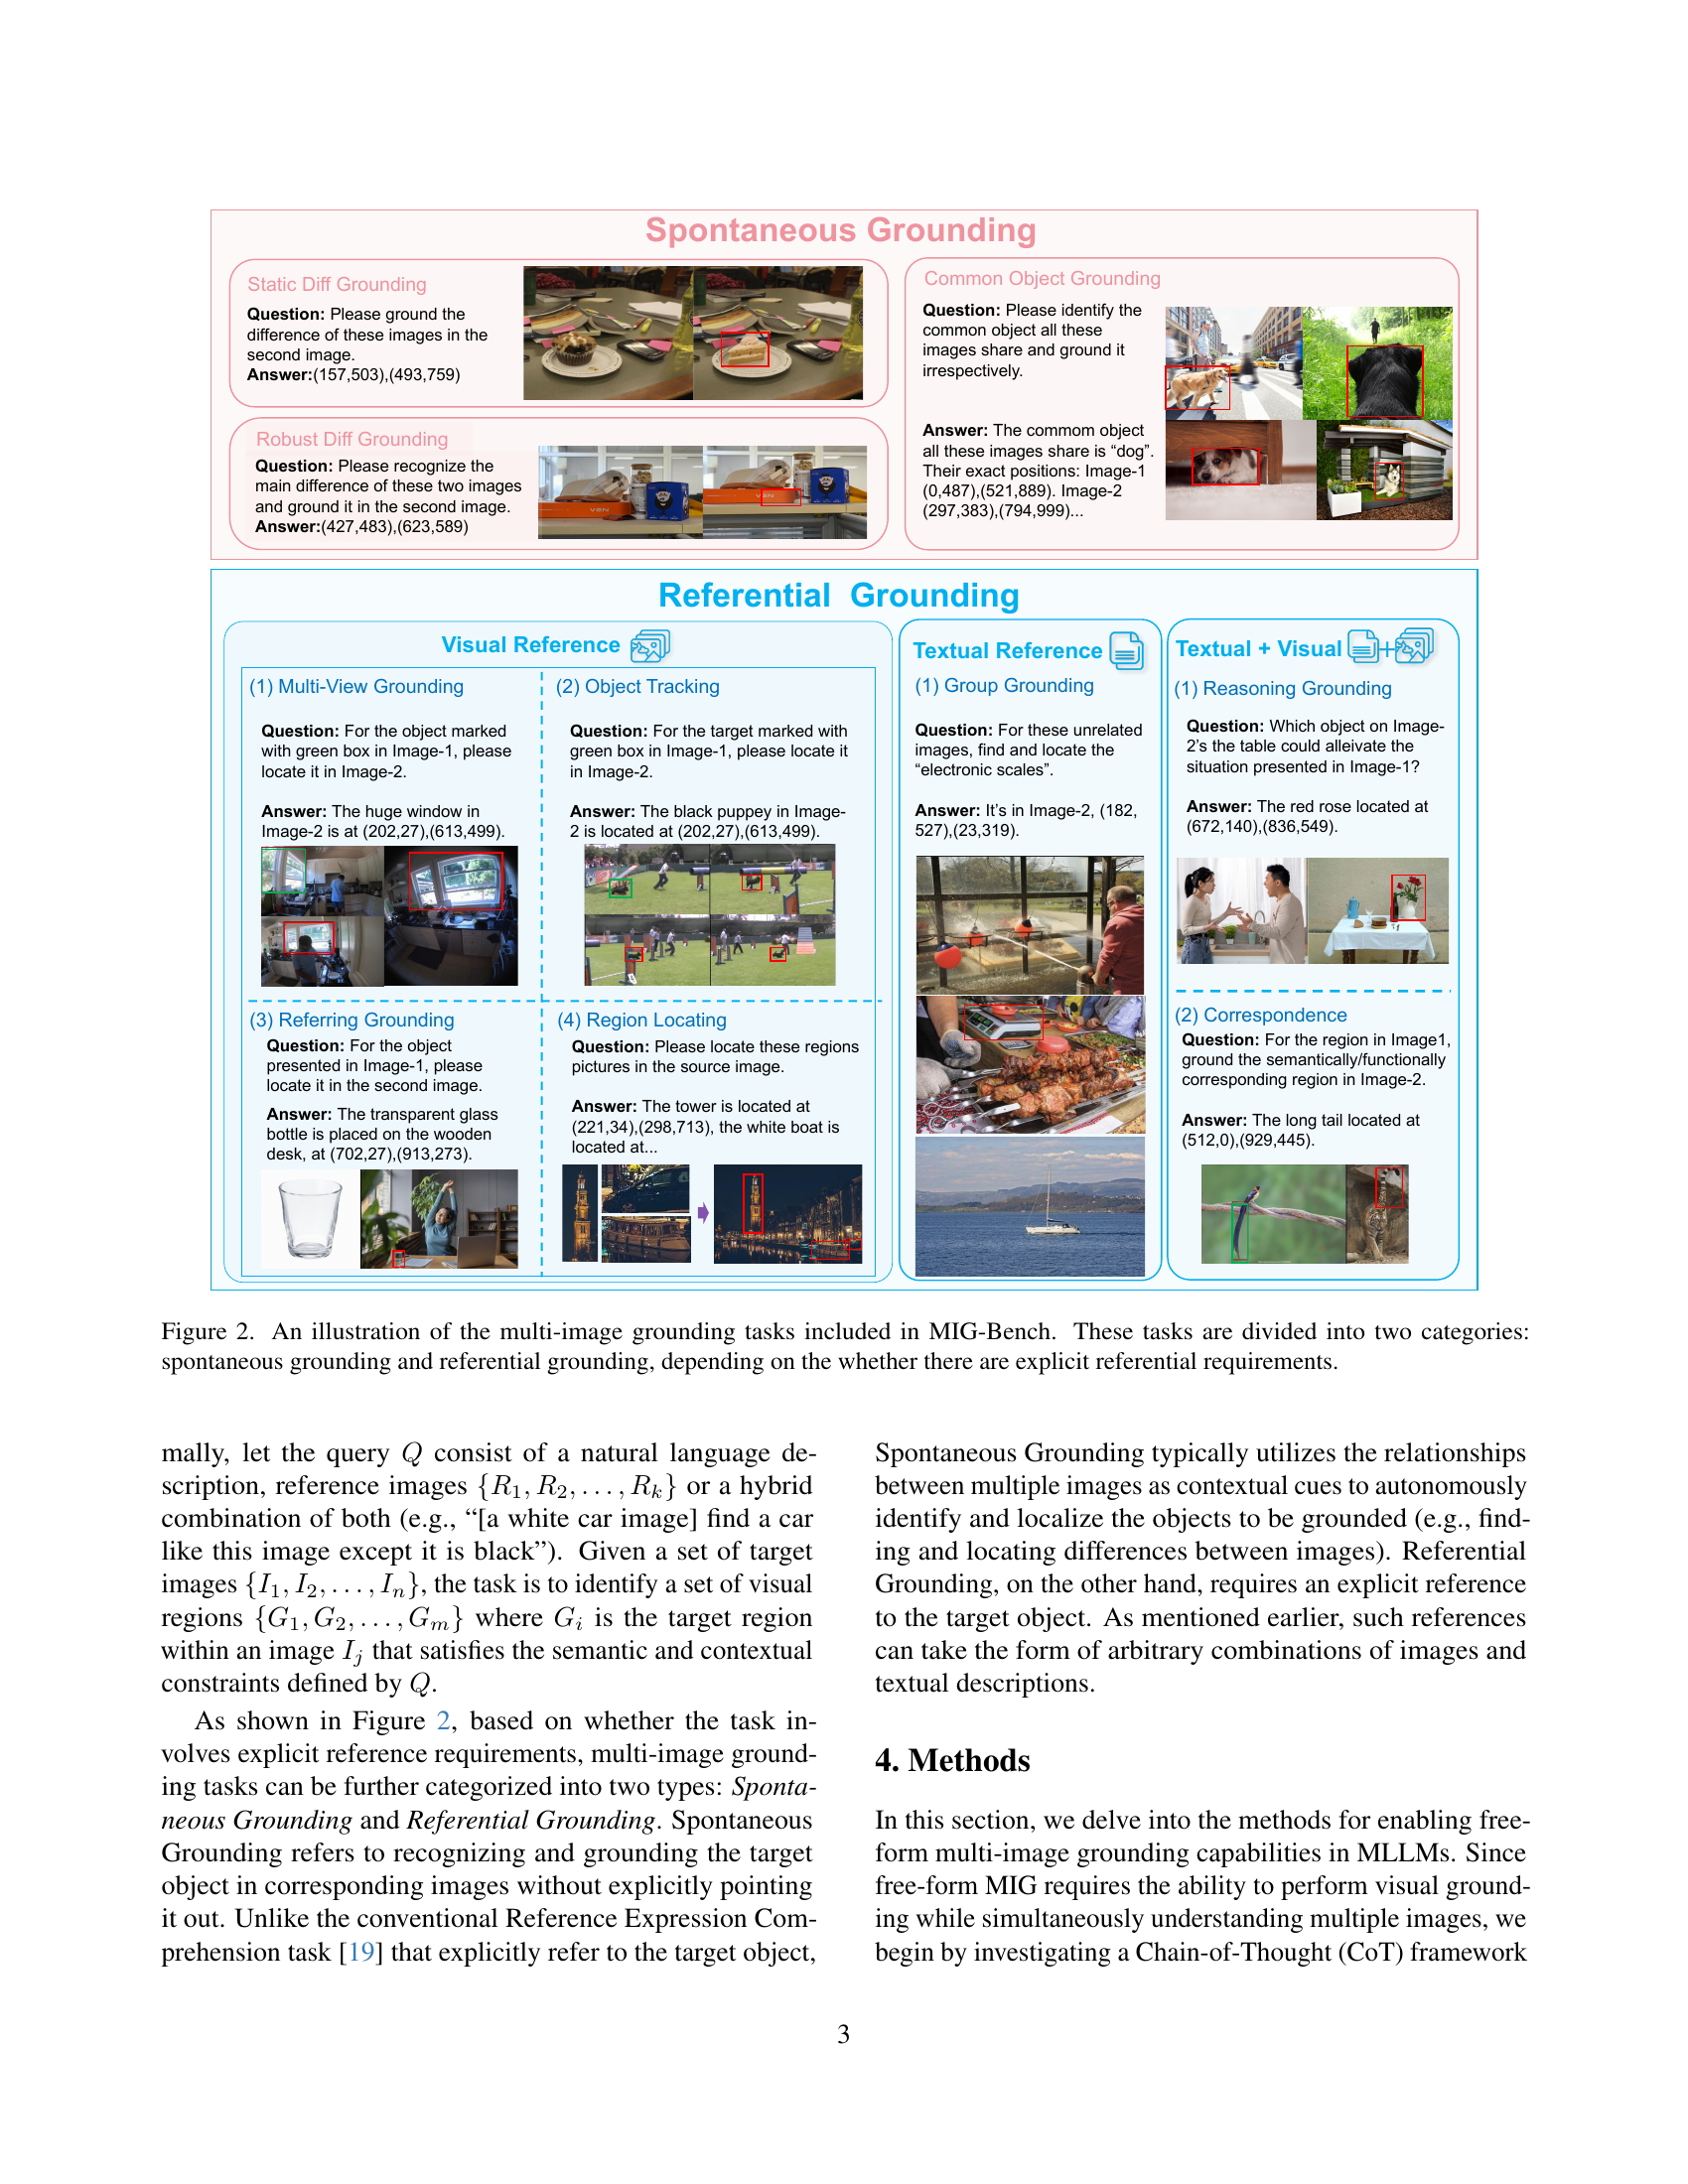 Spontaneous Grounding
Static Diff Grounding
Question: Please ground the
difference of these images in the
second image.
Answer:(157,503),(493,759)
Robust Diff Grounding
Question: Please recognize the
main difference of these two images
and ground it in the second image.
Answer:(427,483),(623,589)
Common Object Grounding
Question: Please identify the
common object all these
images share and ground it
irrespectively.
Answer: The commom object
all these images share is “dog”.
Their exact positions: Image-1
(0,487),(521,889). Image-2
(297,383),(794,999)...
Referential Grounding
Visual Reference
(1) Multi-View Grounding
Question: For the object marked
with green box in Image-1, please
locate it in Image-2.
Answer: The huge window in
Image-2 is at (202,27),(613,499).
(2) Object Tracking
Question: For the target marked with
green box in Image-1, please locate it
in Image-2.
Answer: The black puppey in Image-
2 is located at (202,27),(613,499).
(3) Referring Grounding
Question: For the object
presented in Image-1, please
locate it in the second image.
Answer: The transparent glass
bottle is placed on the wooden
desk, at (702,27),(913,273).
(4) Region Locating
Question: Please locate these regions
pictures in the source image.
Answer: The tower is located at
(221,34),(298,713), the white boat is
located at...
Textual Reference
(1) Group Grounding
Question: For these unrelated
images, find and locate the
“electronic scales”.
Answer: It’s in Image-2, (182,
527),(23,319).
Textual + Visual
(1) Reasoning Grounding
Question: Which object on Image-
2’s the table could alleivate the
situation presented in Image-1?
Answer: The red rose located at
(672,140),(836,549).
(2) Correspondence
Question: For the region in Image1,
ground the semantically/functionally
corresponding region in Image-2.
Answer: The long tail located at
(512,0),(929,445).
Figure 2. An illustration of the multi-image grounding tasks included in MIG-Bench. These tasks are divided into two categories:
spontaneous grounding and referential grounding, depending on the whether there are explicit referential requirements.
mally, let the query Q consist of a natural language de-
scription, reference images {R1, R2, . . . , Rk} or a hybrid
combination of both (e.g., “[a white car image] find a car
like this image except it is black”). Given a set of target
images {I1, I2, . . . , In}, the task is to identify a set of visual
regions {G1, G2, . . . , Gm} where Gi is the target region
within an image Ij that satisfies the semantic and contextual
constraints defined by Q.
As shown in Figure 2, based on whether the task in-
volves explicit reference requirements, multi-image ground-
ing tasks can be further categorized into two types: Sponta-
neous Grounding and Referential Grounding. Spontaneous
Grounding refers to recognizing and grounding the target
object in corresponding images without explicitly pointing
it out. Unlike the conventional Reference Expression Com-
prehension task [19] that explicitly refer to the target object,
Spontaneous Grounding typically utilizes the relationships
between multiple images as contextual cues to autonomously
identify and localize the objects to be grounded (e.g., find-
ing and locating differences between images). Referential
Grounding, on the other hand, requires an explicit reference
to the target object. As mentioned earlier, such references
can take the form of arbitrary combinations of images and
textual descriptions.
4. Methods
In this section, we delve into the methods for enabling free-
form multi-image grounding capabilities in MLLMs. Since
free-form MIG requires the ability to perform visual ground-
ing while simultaneously understanding multiple images, we
begin by investigating a Chain-of-Thought (CoT) framework
3